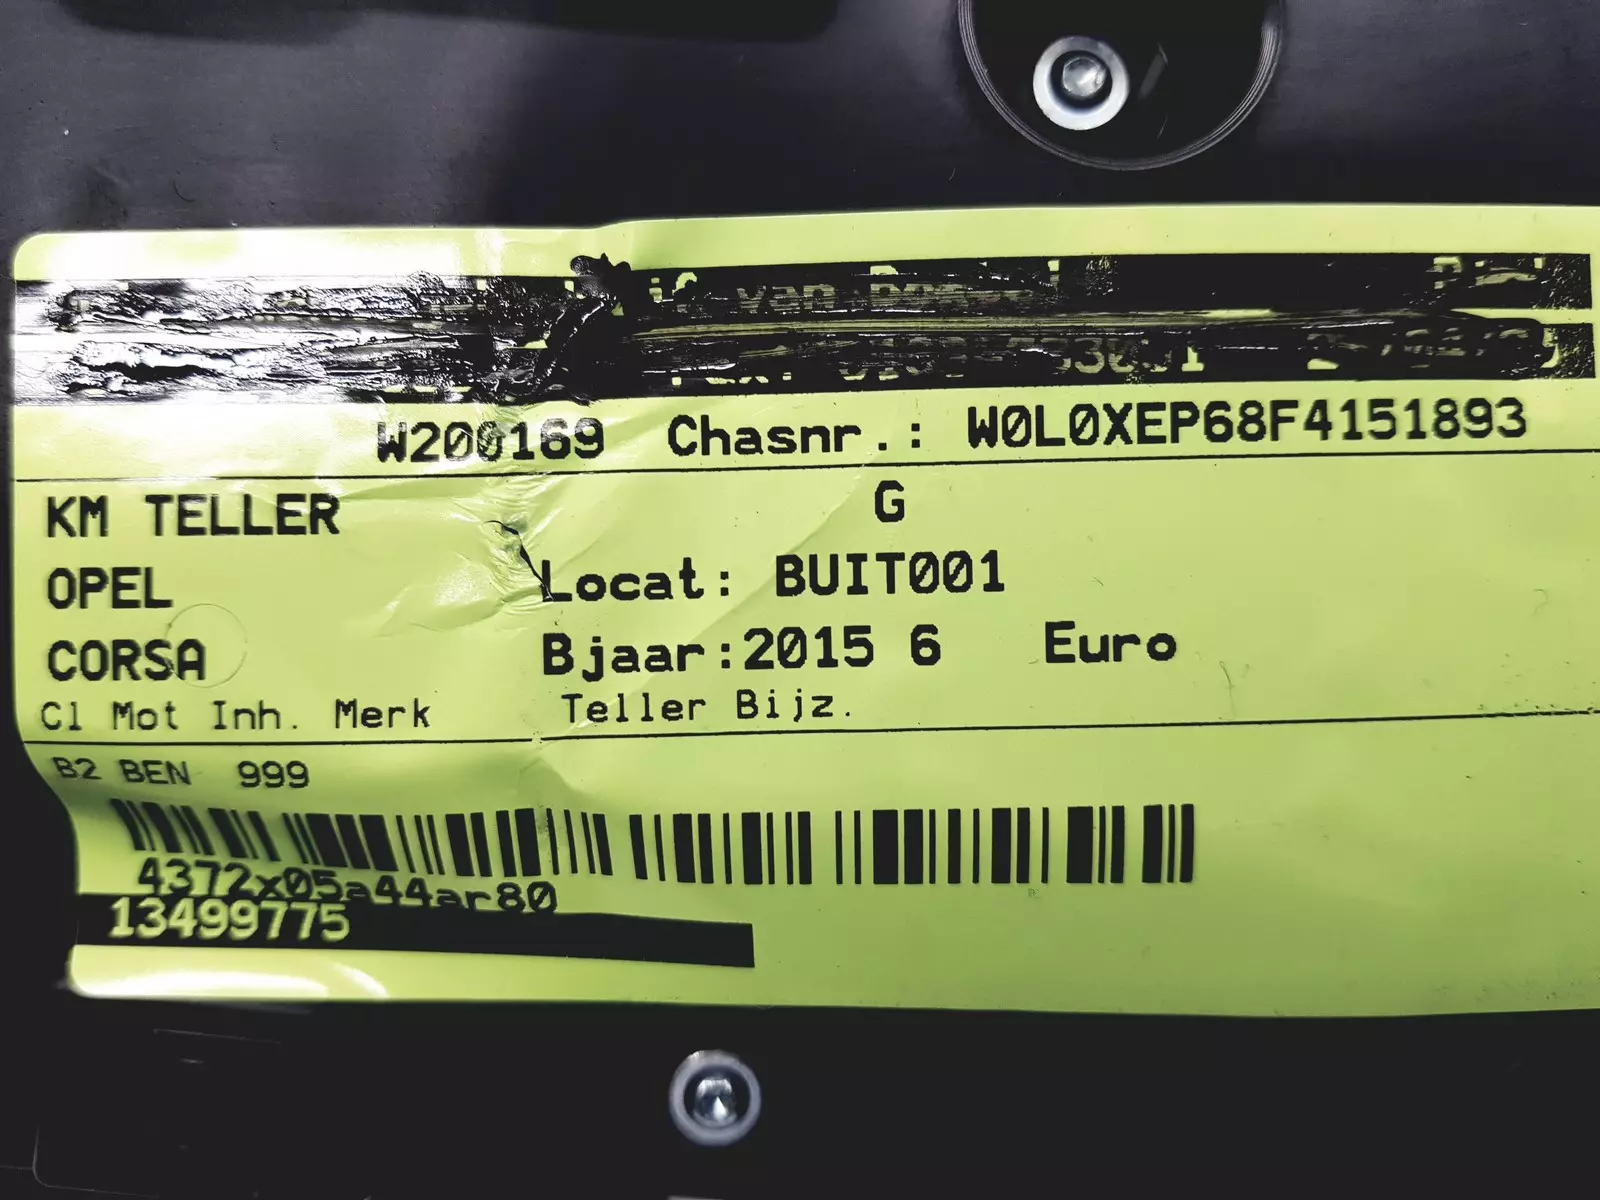 van
W200169 Chasnr.: W0L0XEP68F4151893
KM TELLER G
OPEL Locat: BUIT001
CORSA Bjaar:2015 6 Euro
Cl Mot Inh. Merk Teller Bijz.
B2 BEN 999
4372x05a44ar80
13499775